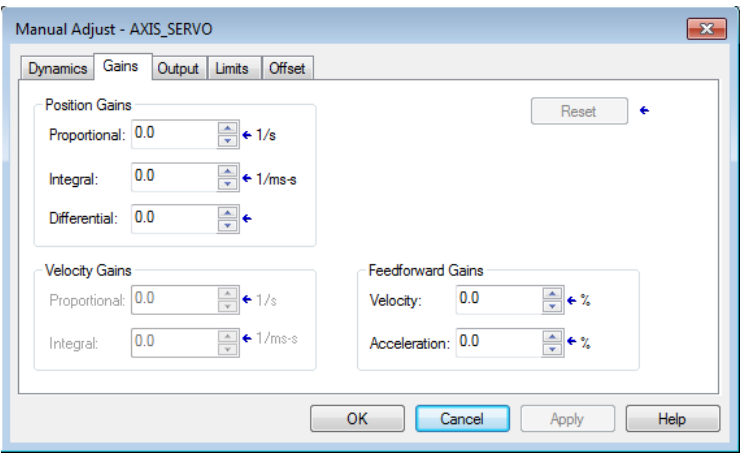 Manual Adjust - AXIS_SERVO
Dynamics Gains Output Limits Offset
Position Gains
Proportional: 0.0 1/s
Integral: 0.0 1/ms-s
Differential: 0.0
Reset
Velocity Gains
Proportional: 0.0 1/s
Integral: 0.0 1/ms-s
Feedforward Gains
Velocity: 0.0 %
Acceleration: 0.0 %
OK Cancel Apply Help